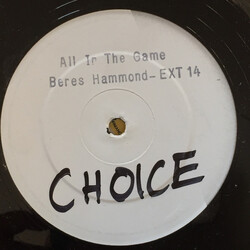 All In The Game
Beres Hammond-EXT 14
CHOICE